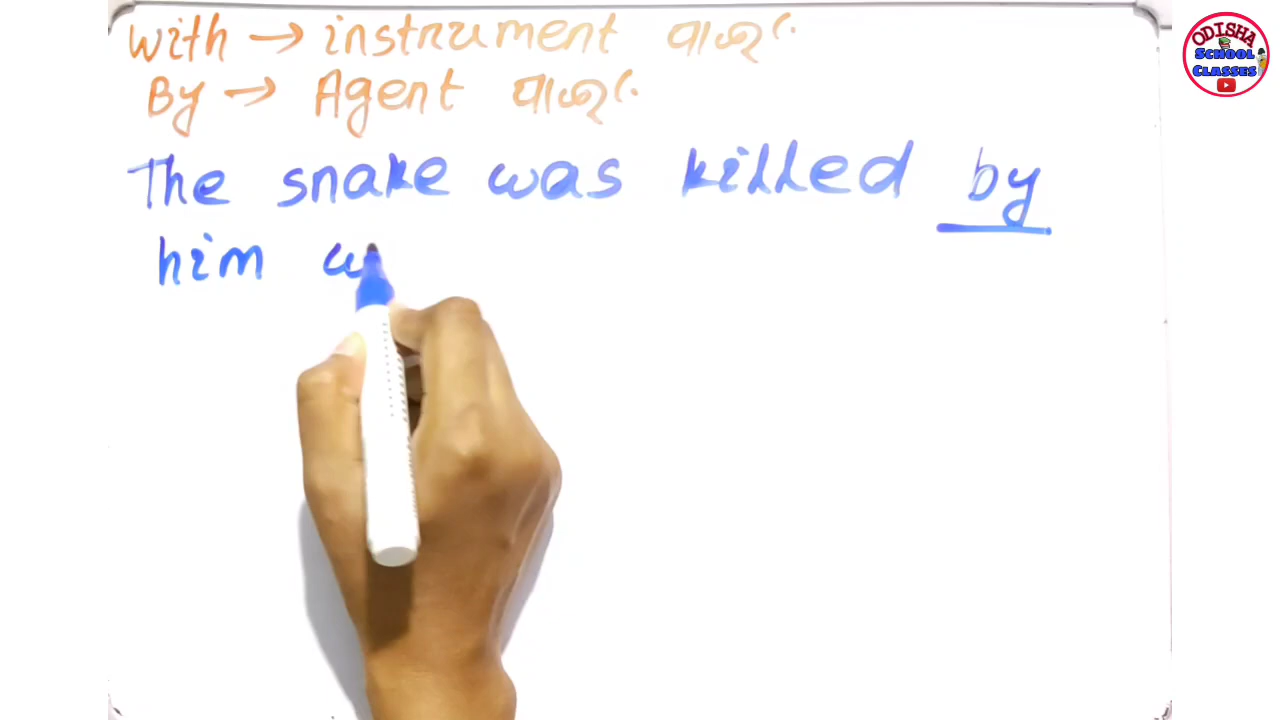 with → instrument ପାଇଁ
By → Agent ପାଇଁ
The snake was killed by
him w
ODISHA
SCHOOL
CLASSES